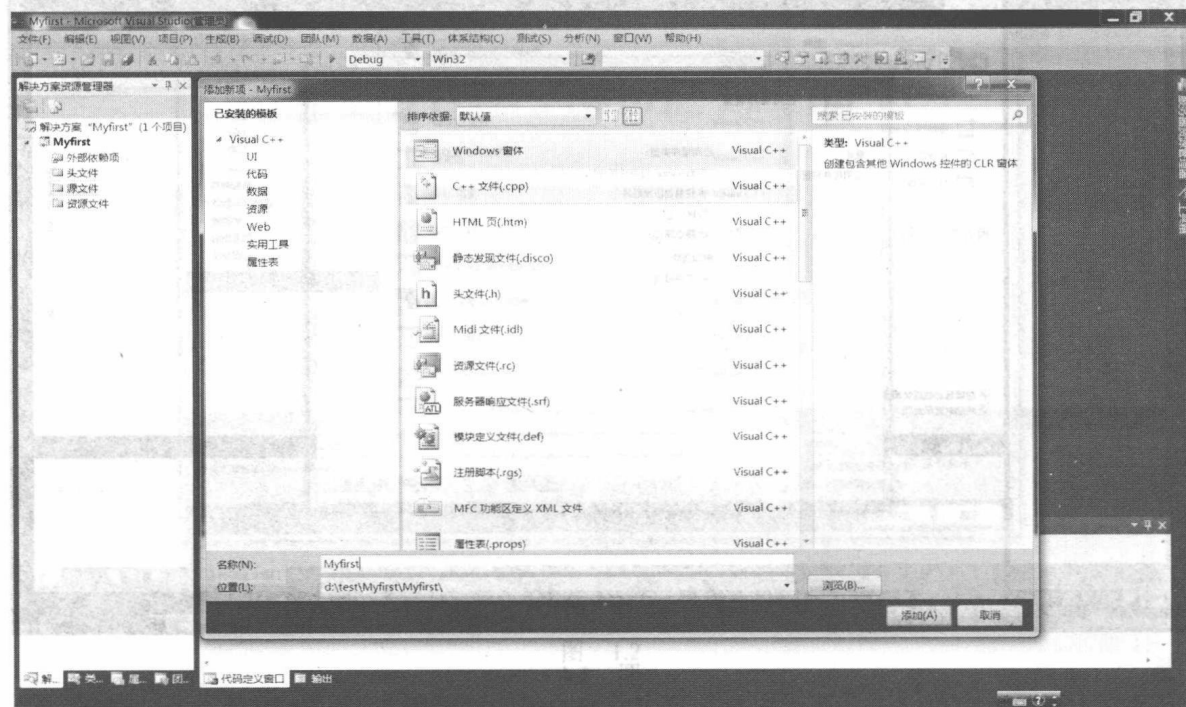 Myfirst - Microsoft Visual Studio(管理员)
文件(F) 编辑(E) 视图(V) 项目(P) 生成(B) 调试(D) 团队(M) 数据(A) 工具(T) 体系结构(C) 测试(S) 分析(N) 窗口(W) 帮助(H)
Debug Win32
解决方案资源管理器
解决方案 "Myfirst" (1 个项目)
Myfirst
外部依赖项
头文件
源文件
资源文件
添加新项 - Myfirst
已安装的模板
Visual C++
UI
代码
数据
资源
Web
实用工具
属性表
排序依据: 默认值
搜索 已安装的模板
Windows 窗体 Visual C++
C++ 文件(.cpp) Visual C++
HTML 页(.htm) Visual C++
静态发现文件(.disco) Visual C++
头文件(.h) Visual C++
Midl 文件(.idl) Visual C++
资源文件(.rc) Visual C++
服务器响应文件(.srf) Visual C++
模块定义文件(.def) Visual C++
注册脚本(.rgs) Visual C++
MFC 功能区定义 XML 文件 Visual C++
属性表(.props) Visual C++
类型: Visual C++
创建包含其他 Windows 控件的 CLR 窗体
名称(N): Myfirst
位置(L): d:\test\Myfirst\Myfirst\
浏览(B)...
添加(A) 取消
解... 类... 属... 团...
代码定义窗口 输出